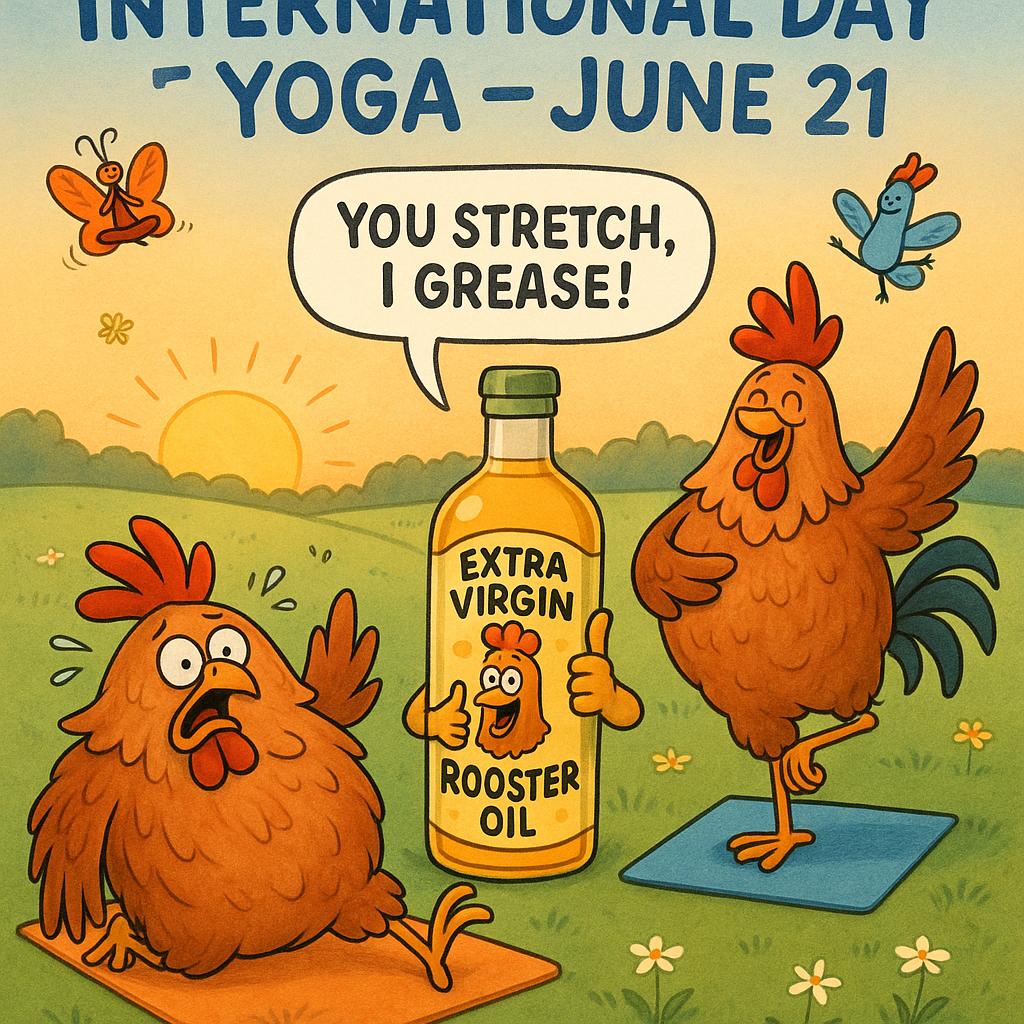 INTERNATIONAL DAY
- YOGA – JUNE 21
YOU STRETCH,
I GREASE!
EXTRA
VIRGIN
ROOSTER
OIL